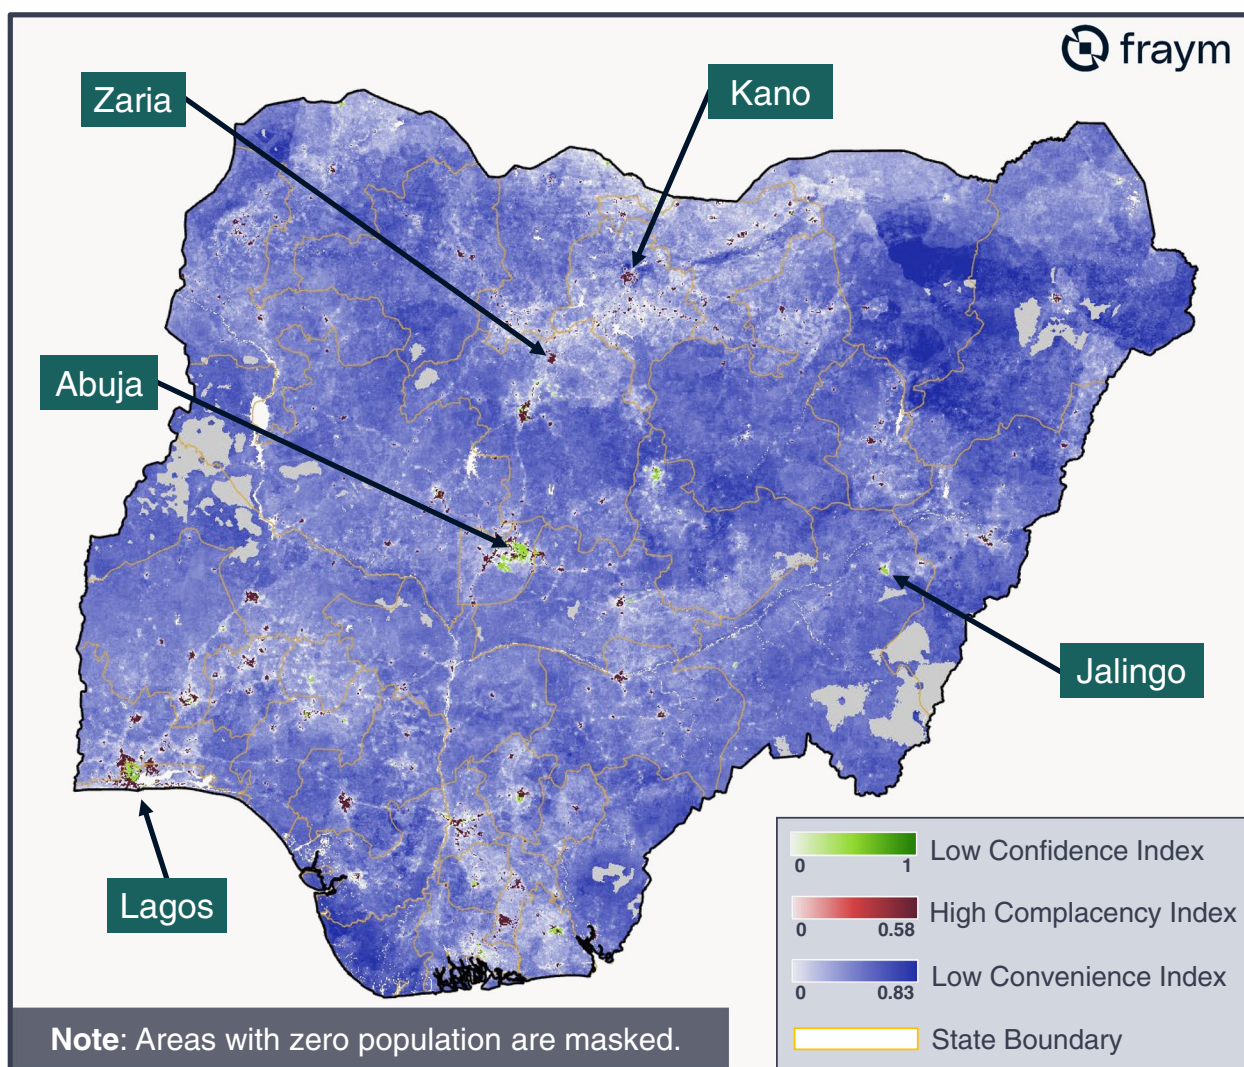 fraym
Zaria
Kano
Abuja
Jalingo
Lagos
0 1 Low Confidence Index
0 0.58 High Complacency Index
0 0.83 Low Convenience Index
State Boundary
Note: Areas with zero population are masked.